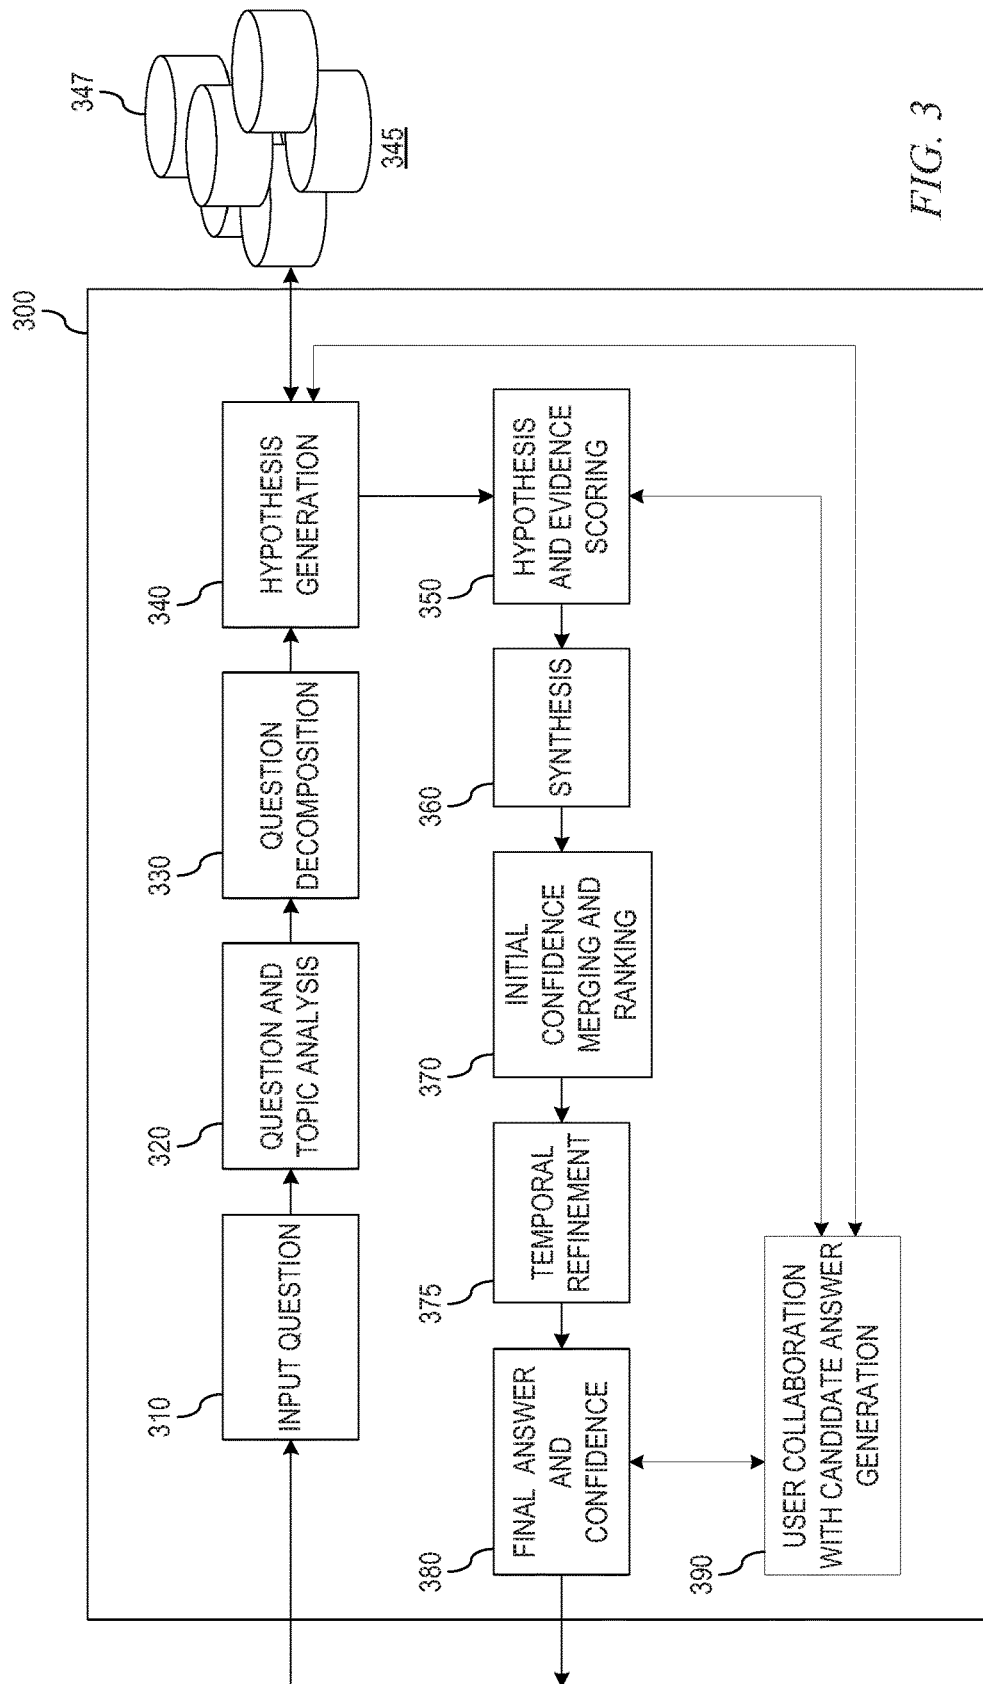 300
347
345
310
INPUT QUESTION
320
QUESTION AND
TOPIC ANALYSIS
330
QUESTION
DECOMPOSITION
340
HYPOTHESIS
GENERATION
380
FINAL ANSWER
AND
CONFIDENCE
375
TEMPORAL
REFINEMENT
370
INITIAL
CONFIDENCE
MERGING AND
RANKING
360
SYNTHESIS
350
HYPOTHESIS
AND EVIDENCE
SCORING
390
USER COLLABORATION
WITH CANDIDATE ANSWER
GENERATION
FIG. 3